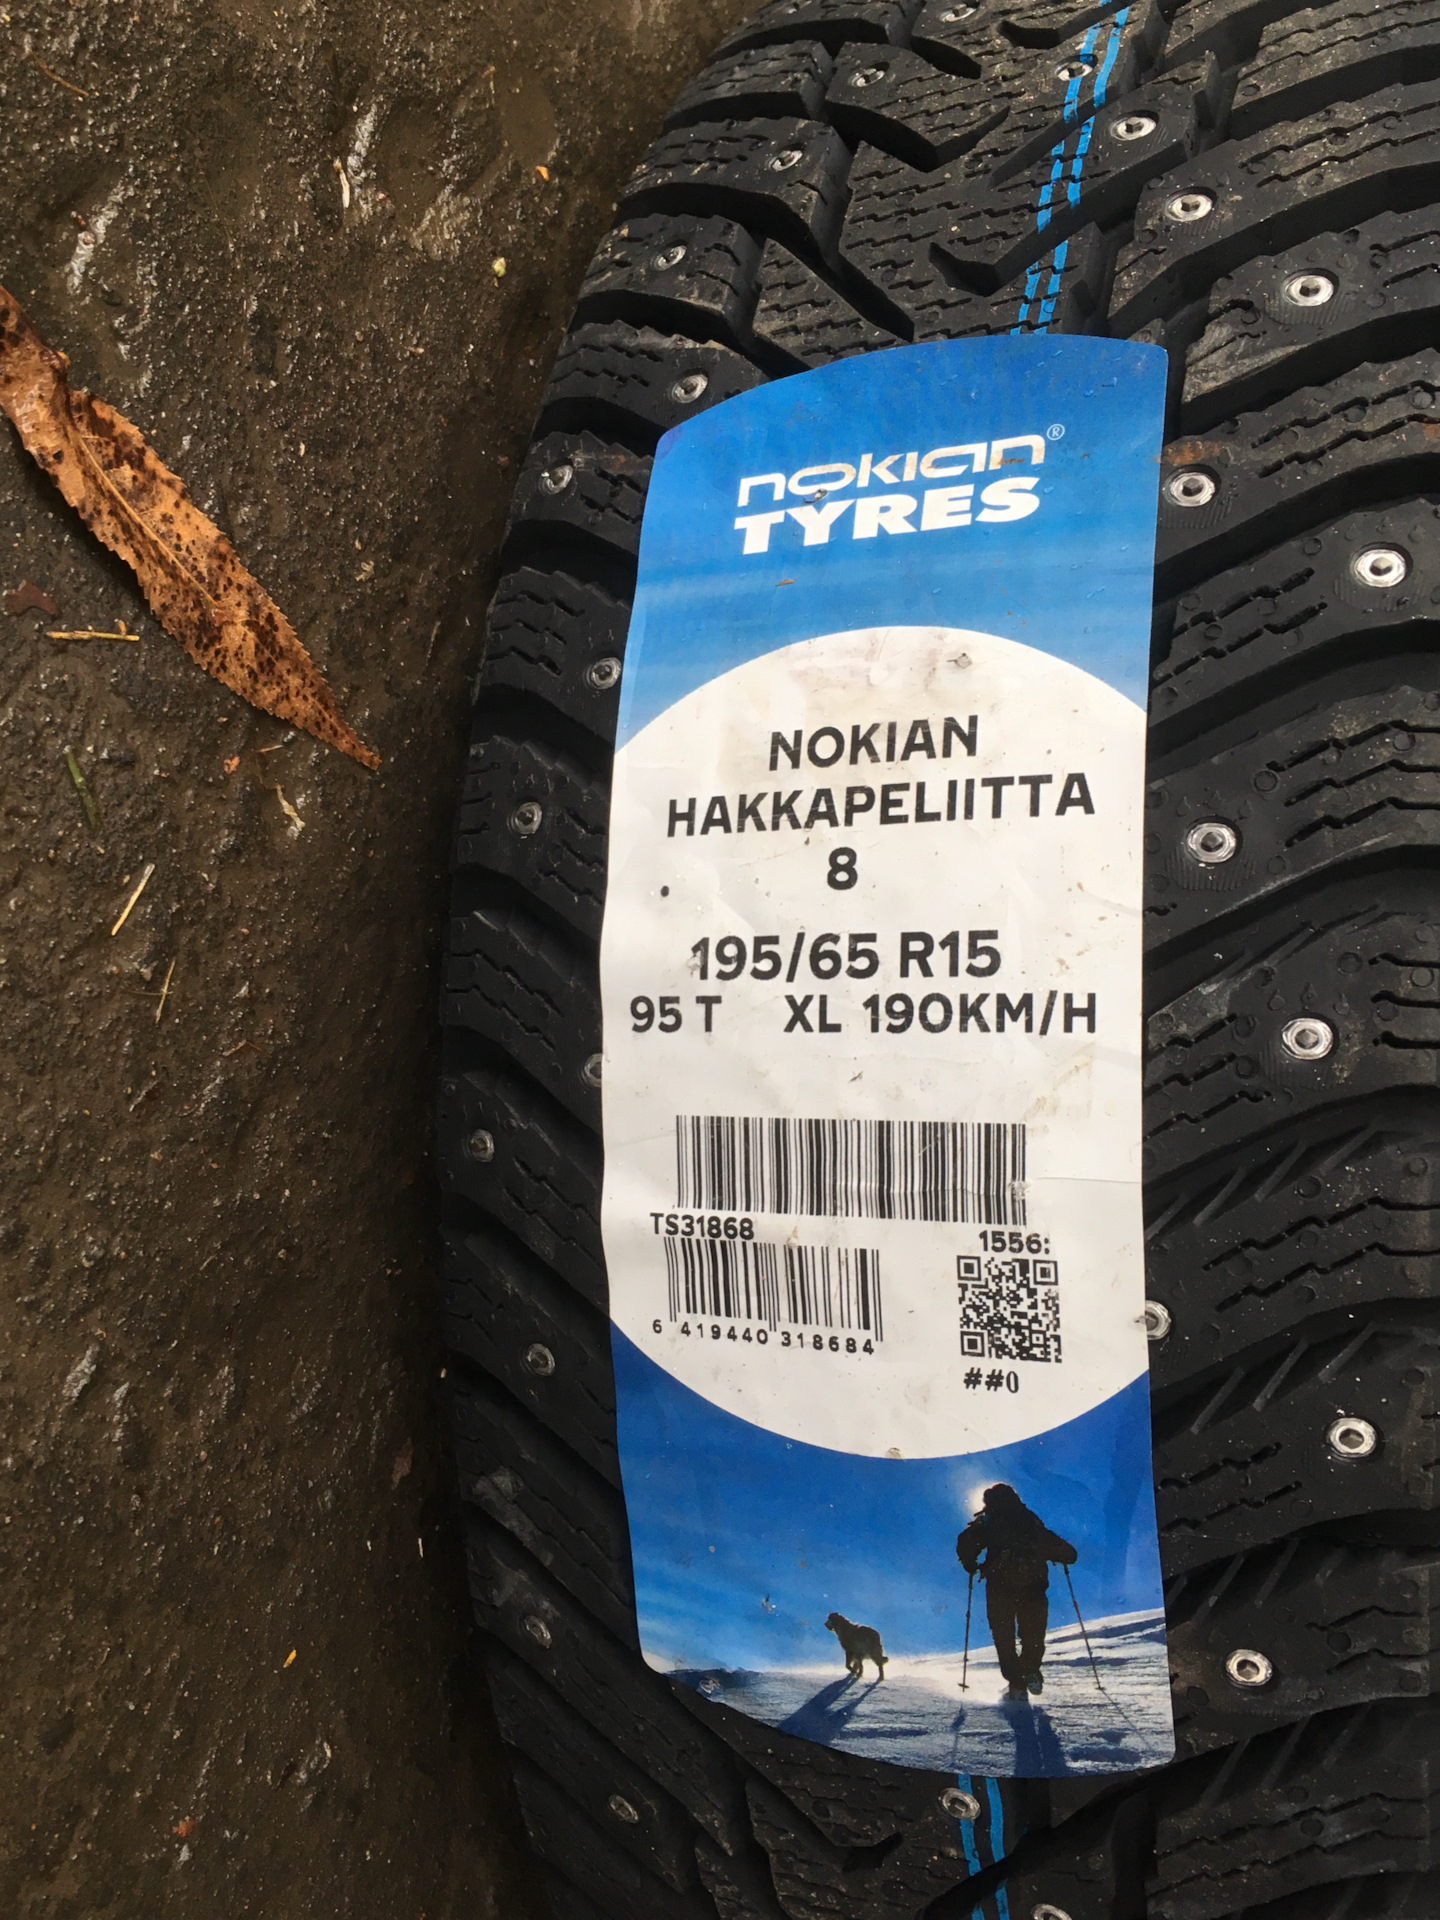 NOKIAN®
TYRES
NOKIAN
HAKKAPELIITTA
8
195/65 R15
95 T XL 190KM/H
TS31868
1556:
6 419440 318684
##0